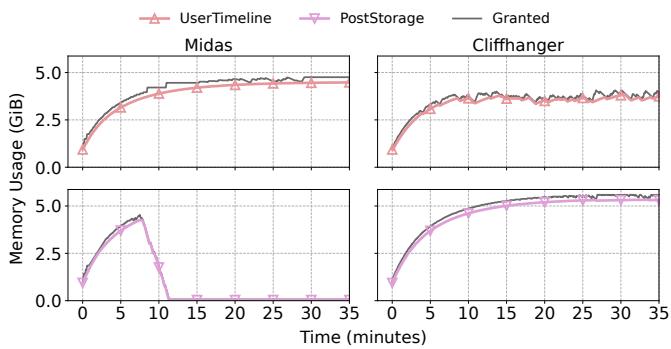 UserTimeline PostStorage Granted
Midas Cliffhanger
5.0
2.5
0.0
Memory Usage (GiB)
5.0
2.5
0.0
0 5 10 15 20 25 30 35 0 5 10 15 20 25 30 35
Time (minutes)